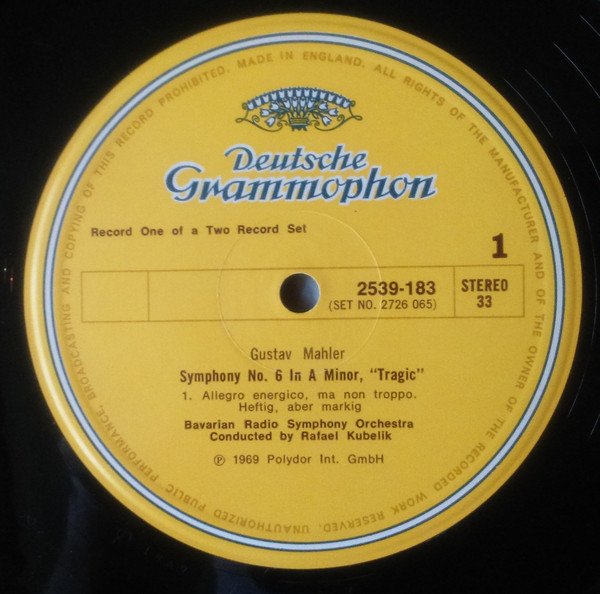 MADE IN ENGLAND. ALL RIGHTS OF THE MANUFACTURER AND OF THE OWNER OF THE RECORDED WORK RESERVED. UNAUTHORIZED PUBLIC PERFORMANCE, BROADCASTING AND COPYING OF THIS RECORD PROHIBITED.
Deutsche
Grammophon
Record One of a Two Record Set
1
2539-183
(SET NO. 2726 065)
STEREO
33
Gustav Mahler
Symphony No. 6 In A Minor, “Tragic”
1. Allegro energico, ma non troppo.
Heftig, aber markig
Bavarian Radio Symphony Orchestra
Conducted by Rafael Kubelik
℗ 1969 Polydor Int. GmbH